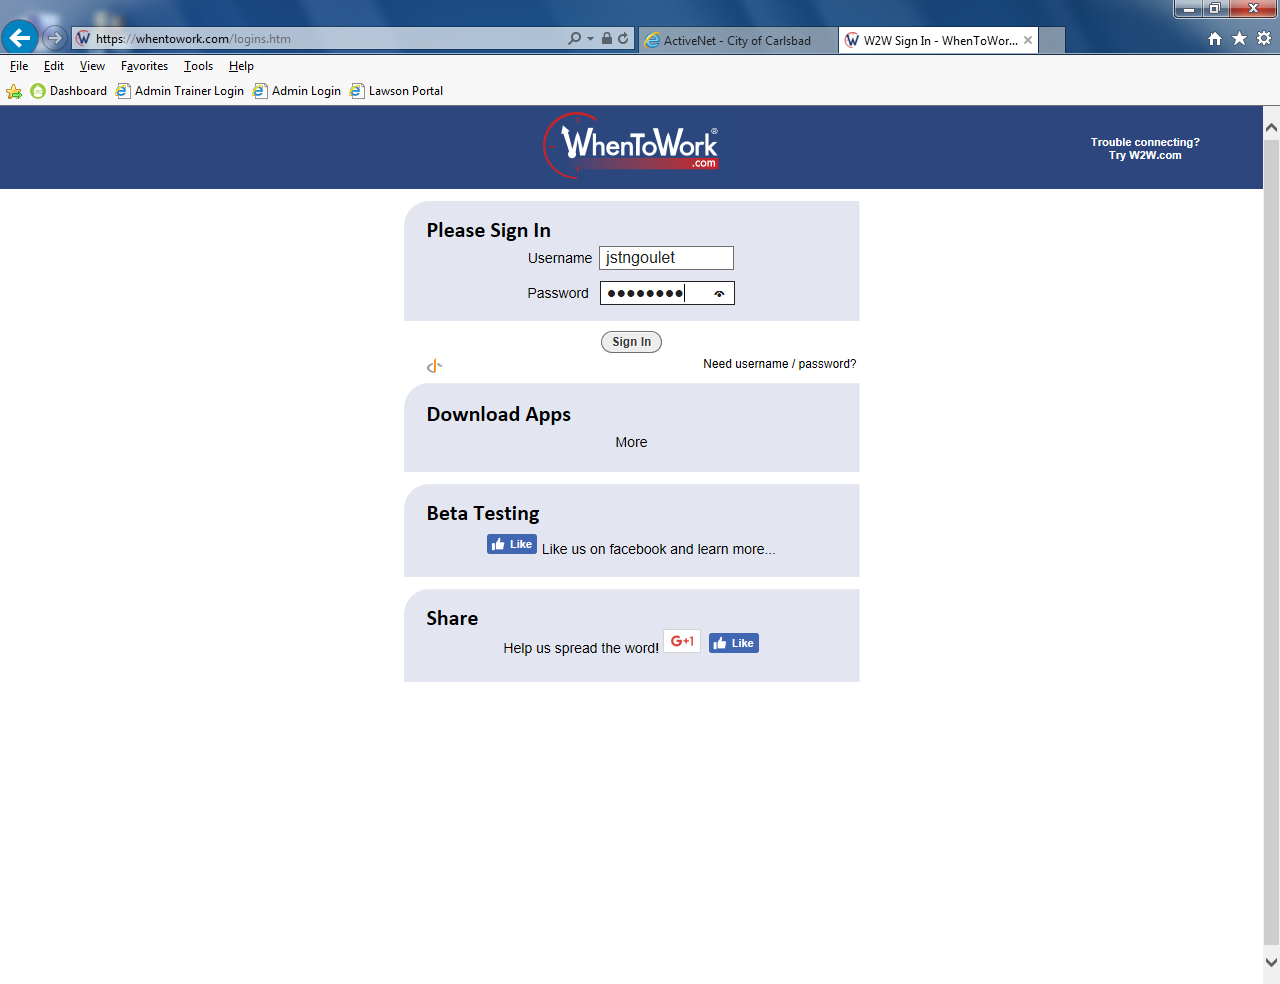 https://whentowork.com/logins.htm
ActiveNet - City of Carlsbad
W2W Sign In - WhenToWor...
File Edit View Favorites Tools Help
Dashboard Admin Trainer Login Admin Login Lawson Portal
WhenToWork®
.com
Trouble connecting?
Try W2W.com
Please Sign In
Username jstngoulet
Password ●●●●●●●●
Sign In
Need username / password?
Download Apps
More
Beta Testing
Like Like us on facebook and learn more...
Share
Help us spread the word! G+1 Like